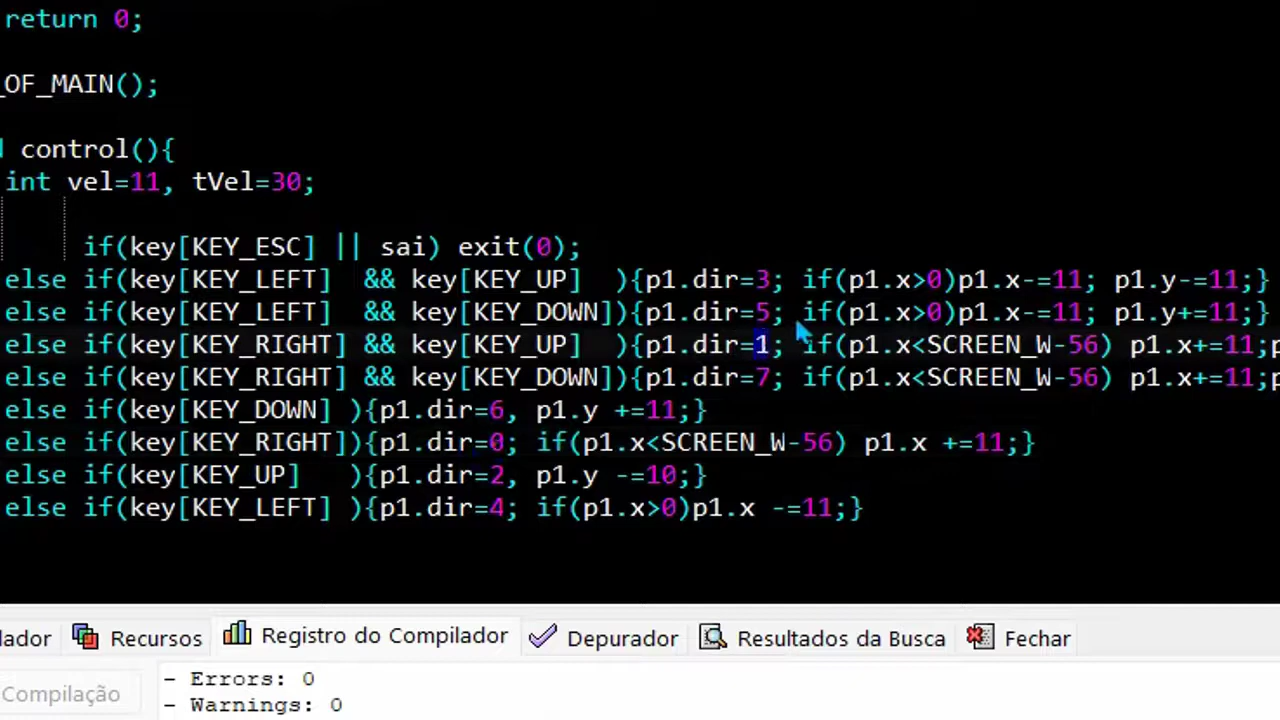 return 0;
_OF_MAIN();
control(){
int vel=11, tVel=30;
if(key[KEY_ESC] || sai) exit(0);
else if(key[KEY_LEFT]  && key[KEY_UP]  ){p1.dir=3; if(p1.x>0)p1.x-=11; p1.y-=11;}
else if(key[KEY_LEFT]  && key[KEY_DOWN]){p1.dir=5; if(p1.x>0)p1.x-=11; p1.y+=11;}
else if(key[KEY_RIGHT] && key[KEY_UP]  ){p1.dir=1; if(p1.x<SCREEN_W-56) p1.x+=11;p
else if(key[KEY_RIGHT] && key[KEY_DOWN]){p1.dir=7; if(p1.x<SCREEN_W-56) p1.x+=11;p
else if(key[KEY_DOWN] ){p1.dir=6, p1.y +=11;}
else if(key[KEY_RIGHT]){p1.dir=0; if(p1.x<SCREEN_W-56) p1.x +=11;}
else if(key[KEY_UP]   ){p1.dir=2, p1.y -=10;}
else if(key[KEY_LEFT] ){p1.dir=4; if(p1.x>0)p1.x -=11;}
lador Recursos Registro do Compilador Depurador Resultados da Busca Fechar
Compilação
- Errors: 0
- Warnings: 0